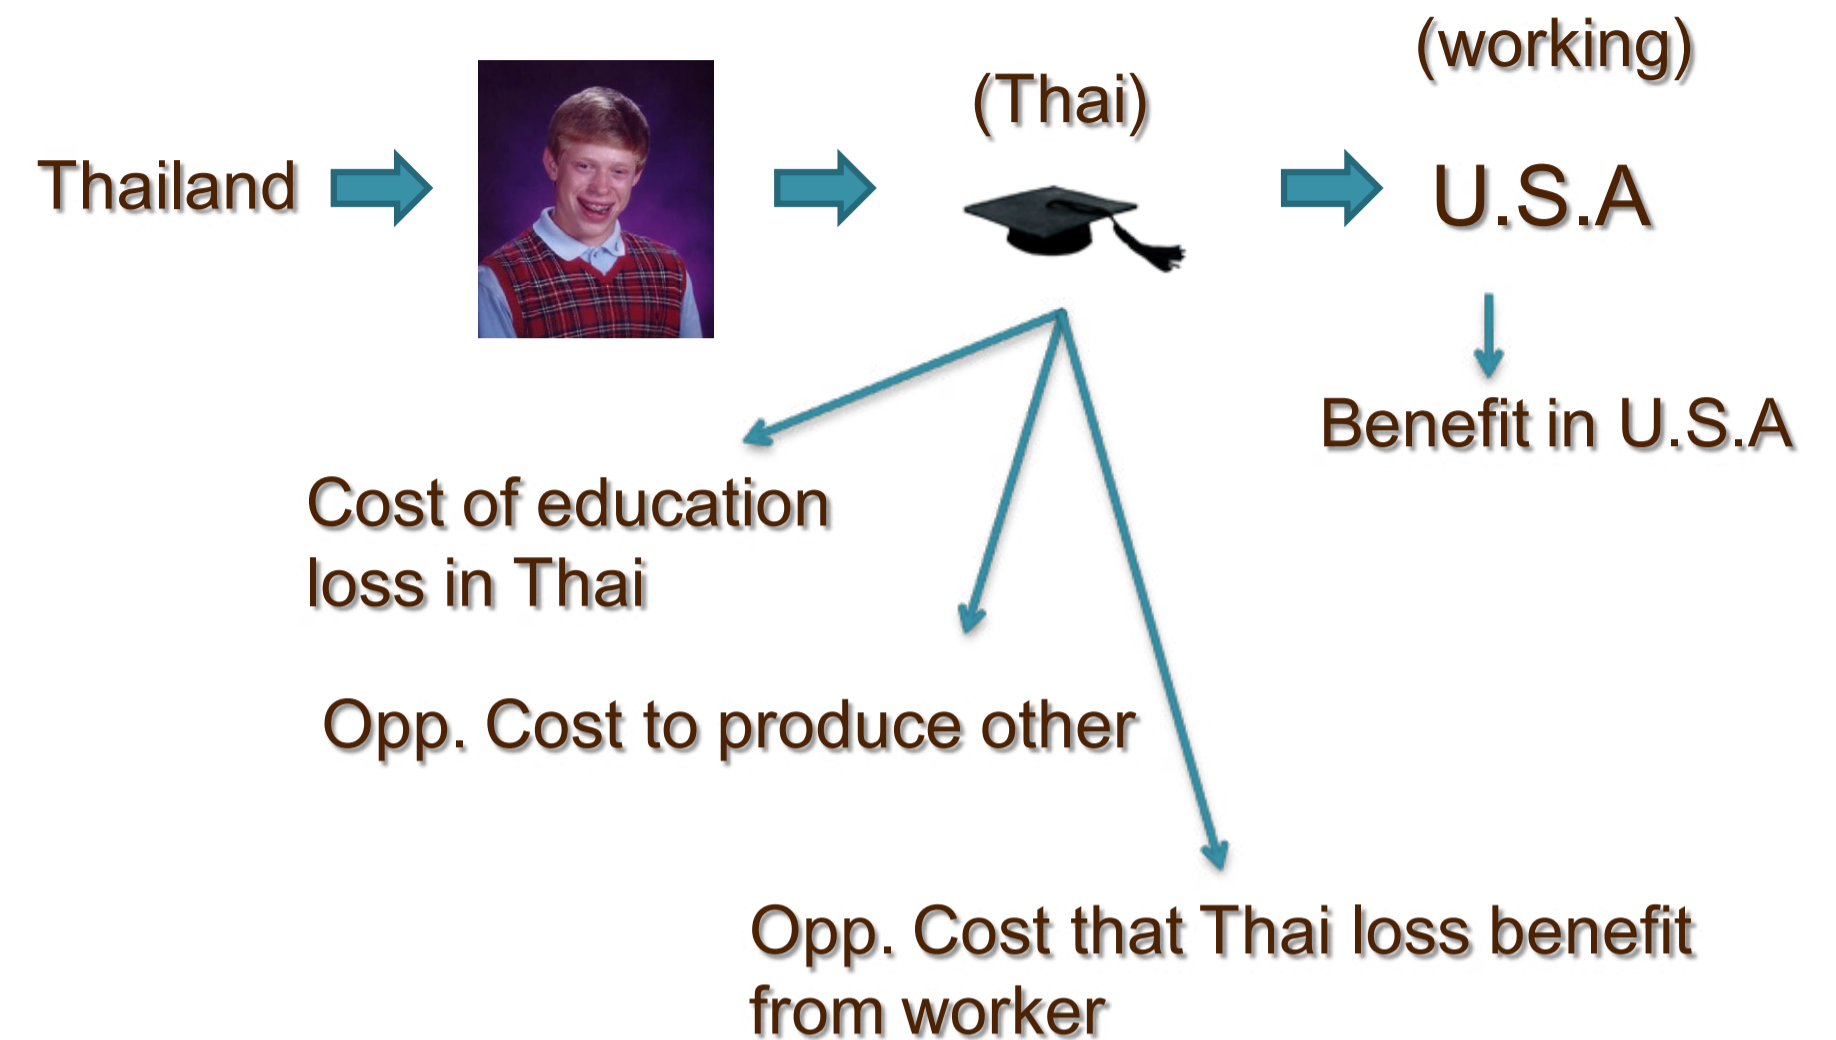 (working)
(Thai)
Thailand
U.S.A
Benefit in U.S.A
Cost of education
loss in Thai
Opp. Cost to produce other
Opp. Cost that Thai loss benefit
from worker